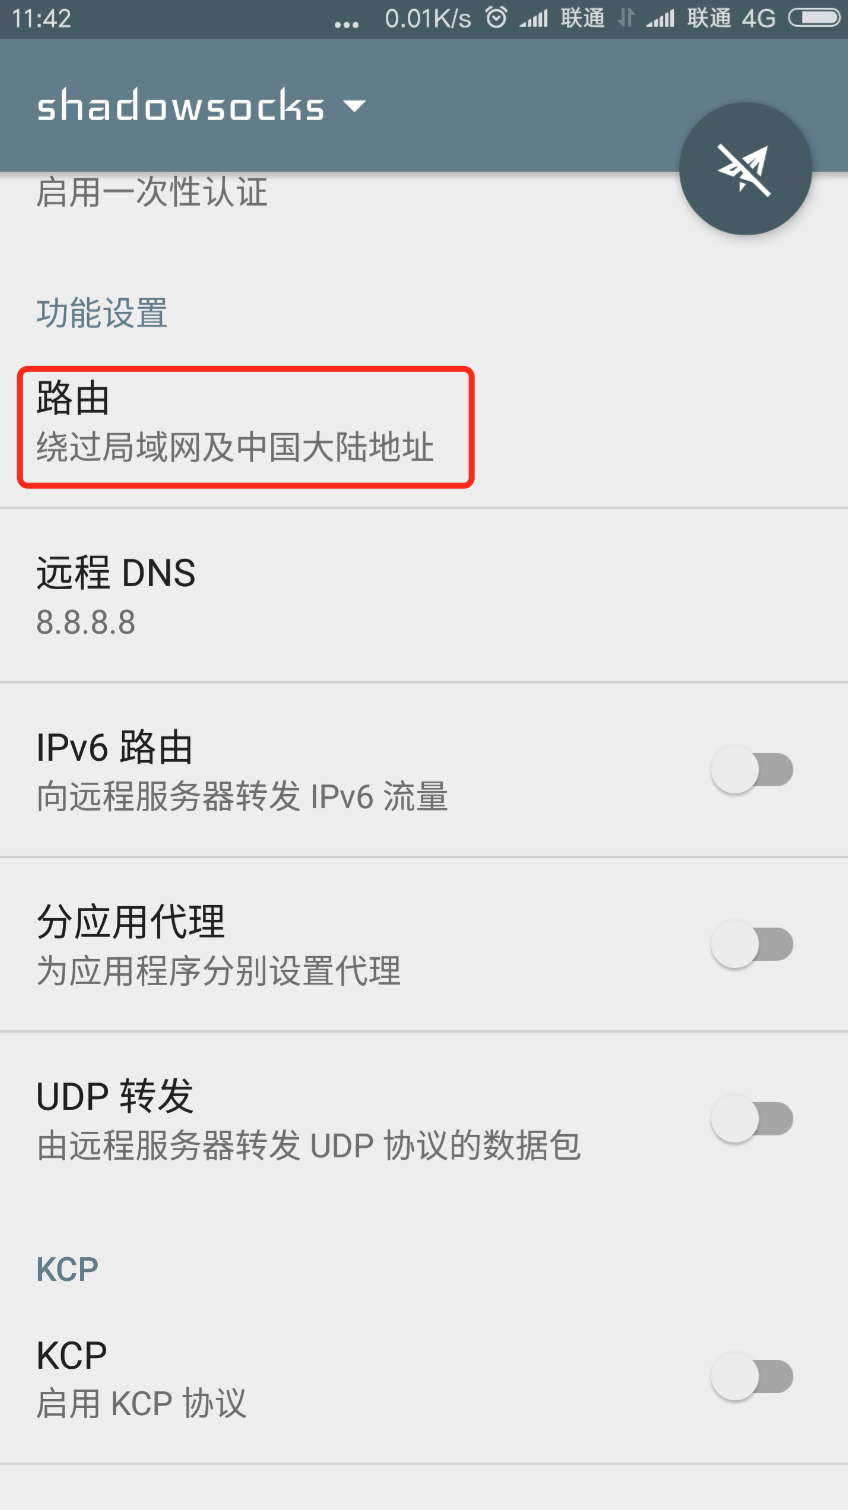 11:42 ... 0.01K/s 联通 联通 4G
shadowsocks
启用一次性认证
功能设置
路由
绕过局域网及中国大陆地址
远程 DNS
8.8.8.8
IPv6 路由
向远程服务器转发 IPv6 流量
分应用代理
为应用程序分别设置代理
UDP 转发
由远程服务器转发 UDP 协议的数据包
KCP
KCP
启用 KCP 协议